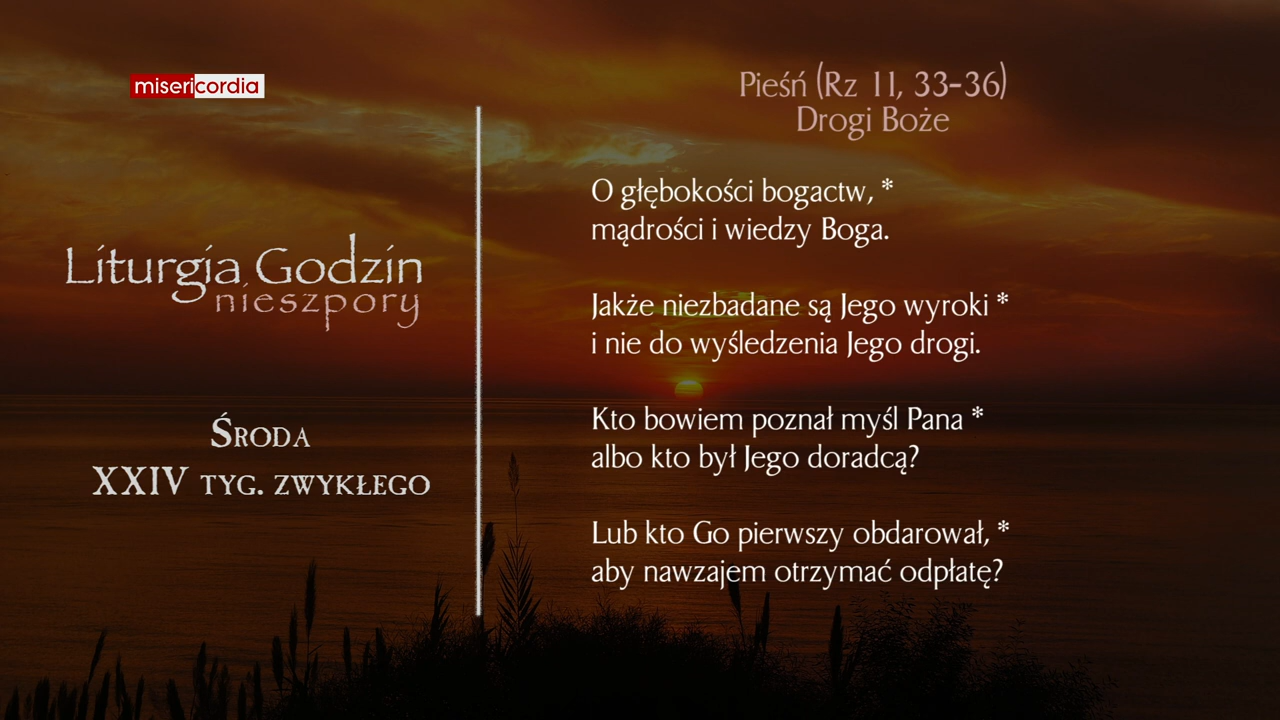 misericordia
Liturgia Godzin
nieszpory
Środa
XXIV tyg. zwykłego
Pieśń (Rz 11, 33-36)
Drogi Boże
O głębokości bogactw, *
mądrości i wiedzy Boga.
Jakże niezbadane są Jego wyroki *
i nie do wyśledzenia Jego drogi.
Kto bowiem poznał myśl Pana *
albo kto był Jego doradcą?
Lub kto Go pierwszy obdarował, *
aby nawzajem otrzymać odpłatę?